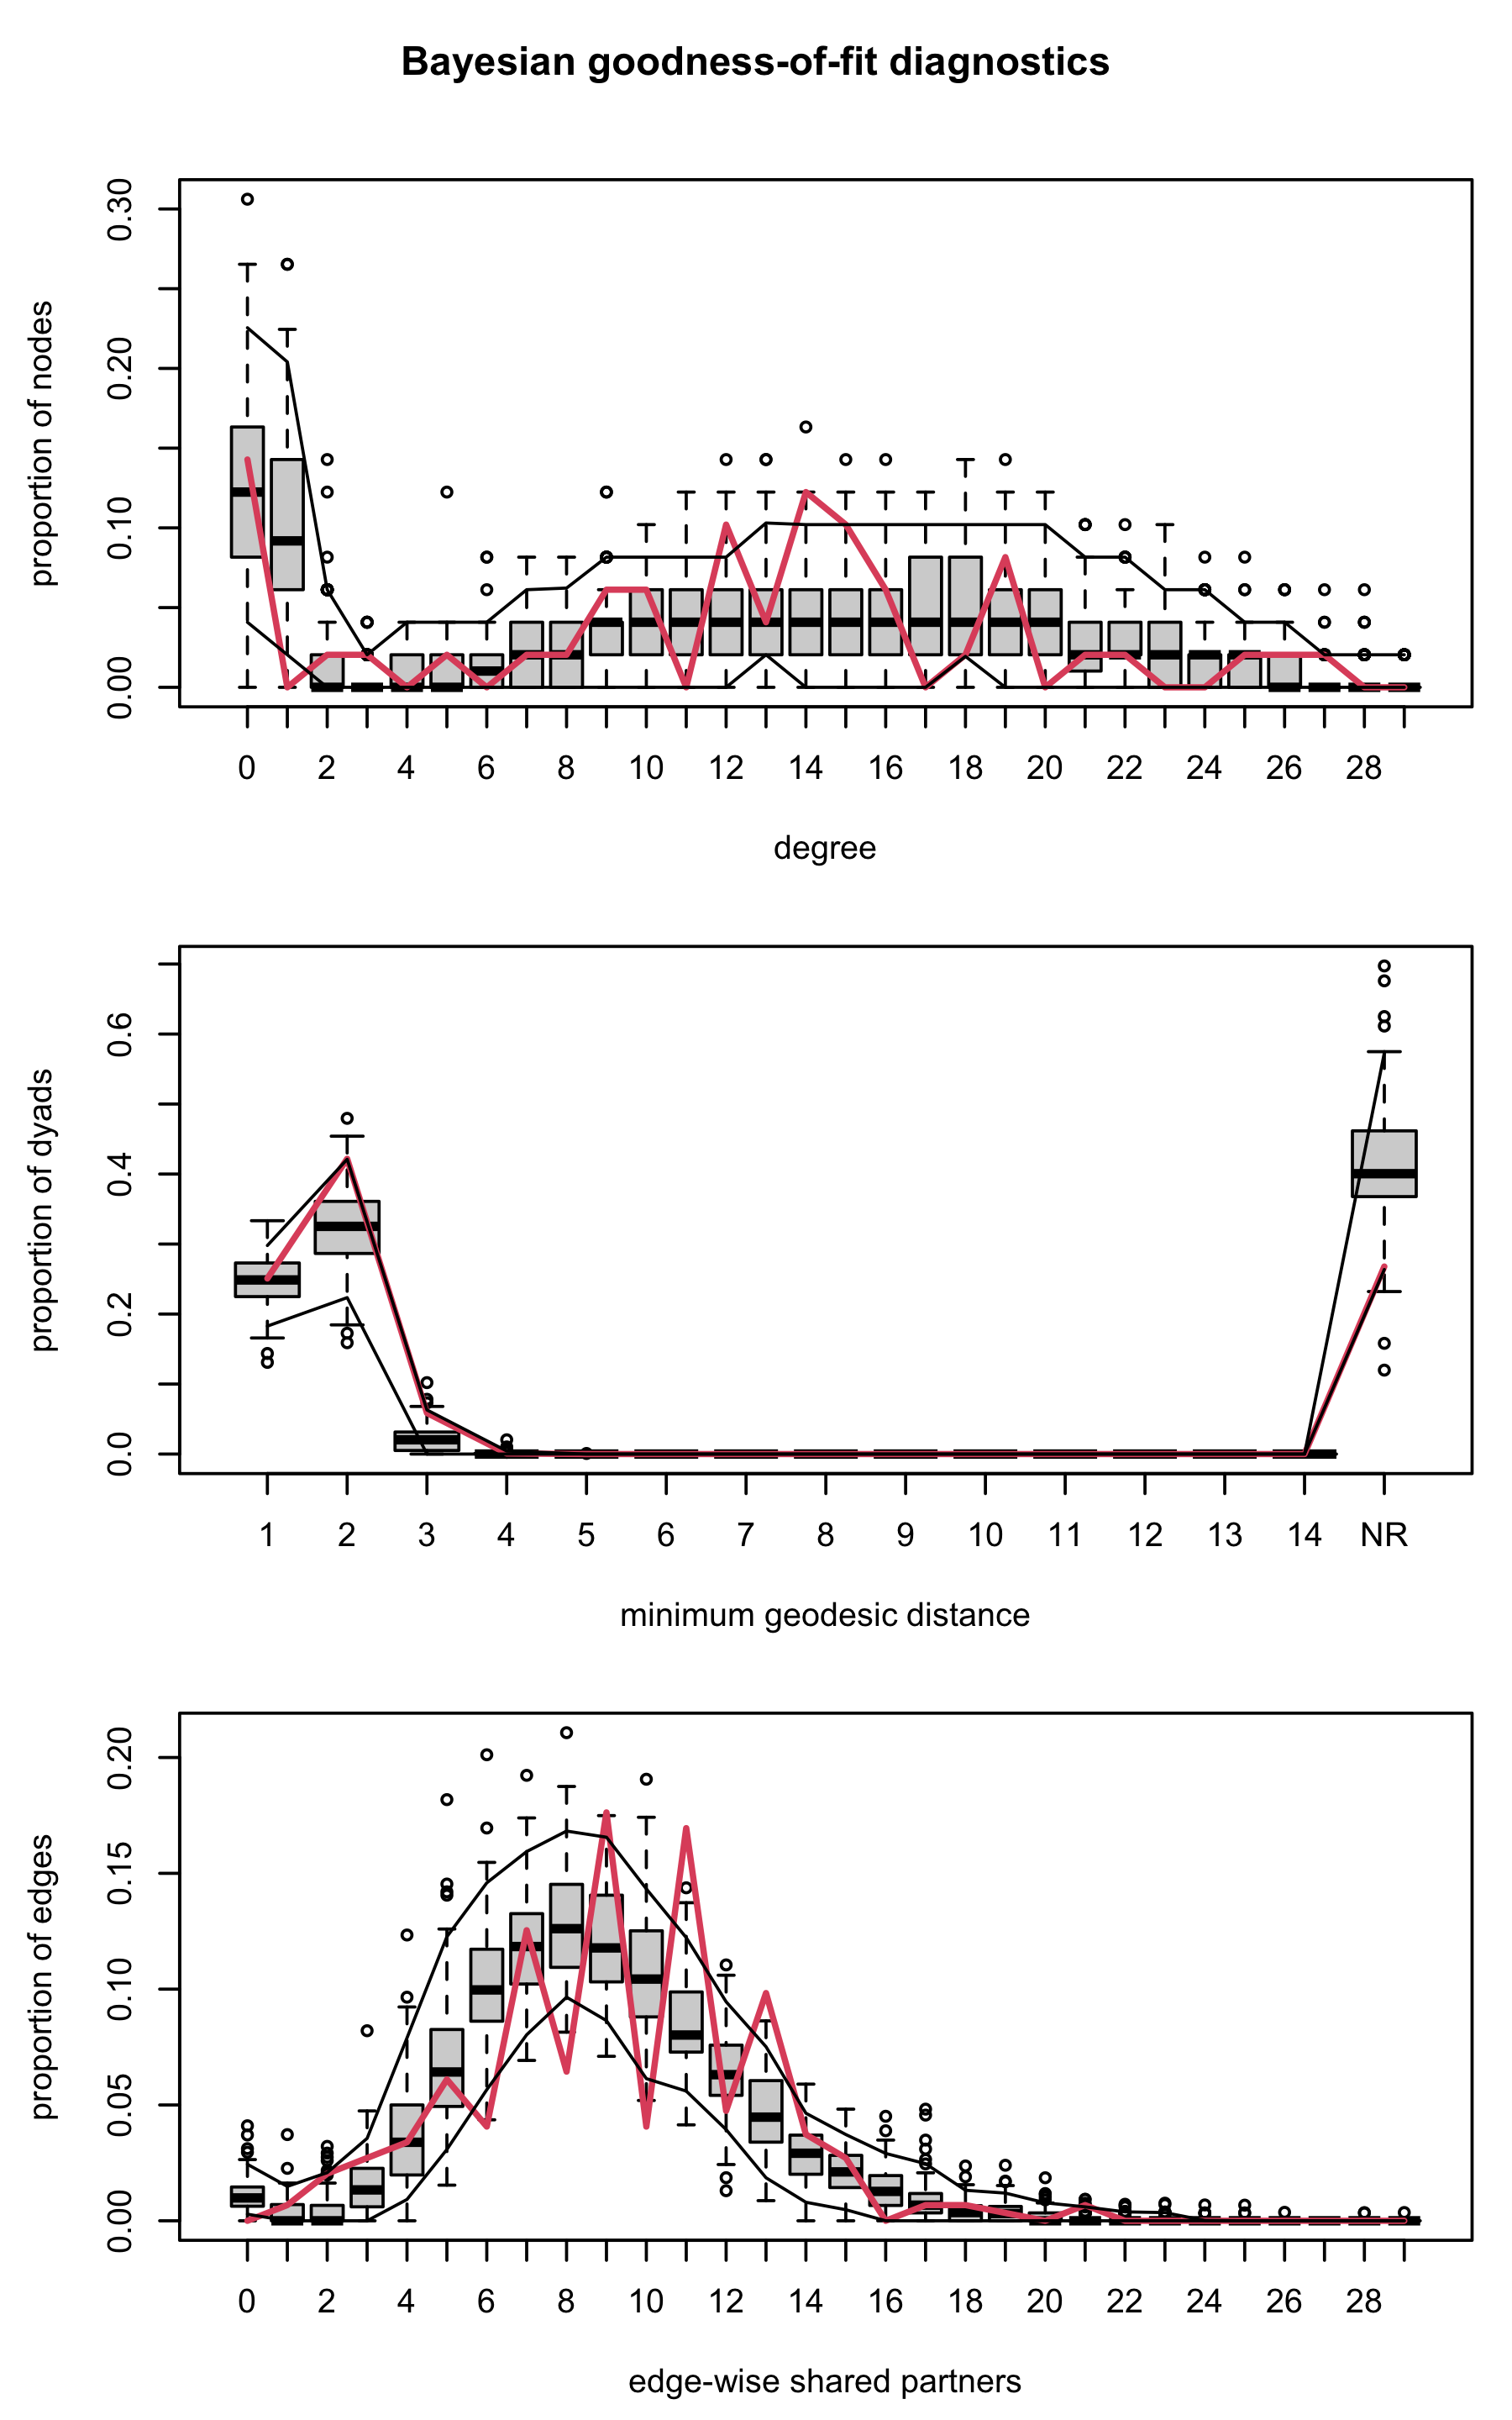 Bayesian goodness-of-fit diagnostics
proportion of nodes
0.00 0.10 0.20 0.30
0 2 4 6 8 10 12 14 16 18 20 22 24 26 28
degree
proportion of dyads
0.0 0.2 0.4 0.6
1 2 3 4 5 6 7 8 9 10 11 12 13 14 NR
minimum geodesic distance
proportion of edges
0.00 0.05 0.10 0.15 0.20
0 2 4 6 8 10 12 14 16 18 20 22 24 26 28
edge-wise shared partners